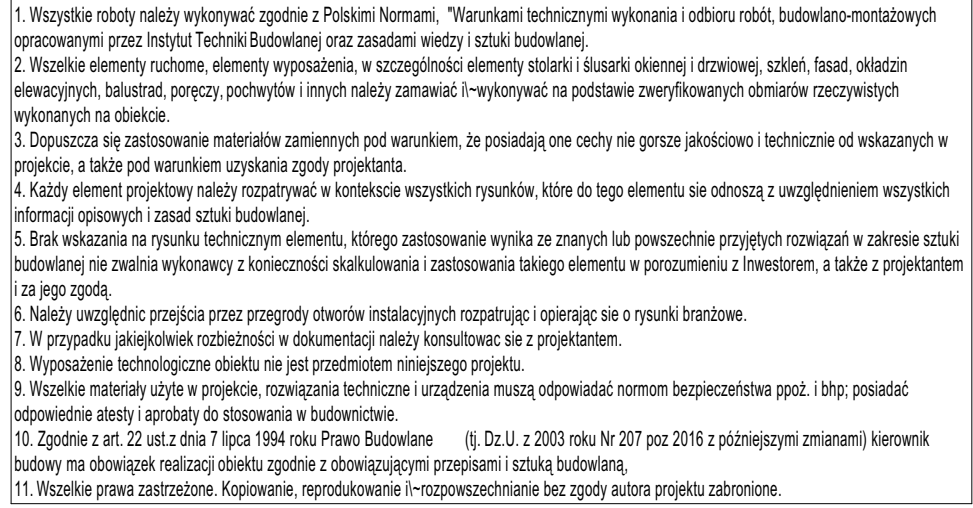 1. Wszystkie roboty należy wykonywać zgodnie z Polskimi Normami, "Warunkami technicznymi wykonania i odbioru robót, budowlano-montażowych
opracowanymi przez Instytut Techniki Budowlanej oraz zasadami wiedzy i sztuki budowlanej.
2. Wszelkie elementy ruchome, elementy wyposażenia, w szczególności elementy stolarki i ślusarki okiennej i drzwiowej, szkleń, fasad, okładzin
elewacyjnych, balustrad, poręczy, pochwytów i innych należy zamawiać i\~wykonywać na podstawie zweryfikowanych obmiarów rzeczywistych
wykonanych na obiekcie.
3. Dopuszcza się zastosowanie materiałów zamiennych pod warunkiem, że posiadają one cechy nie gorsze jakościowo i technicznie od wskazanych w
projekcie, a także pod warunkiem uzyskania zgody projektanta.
4. Każdy element projektowy należy rozpatrywać w kontekscie wszystkich rysunków, które do tego elementu sie odnoszą z uwzględnieniem wszystkich
informacji opisowych i zasad sztuki budowlanej.
5. Brak wskazania na rysunku technicznym elementu, którego zastosowanie wynika ze znanych lub powszechnie przyjętych rozwiązań w zakresie sztuki
budowlanej nie zwalnia wykonawcy z konieczności skalkulowania i zastosowania takiego elementu w porozumieniu z Inwestorem, a także z projektantem
i za jego zgodą.
6. Należy uwzględnic przejścia przez przegrody otworów instalacyjnych rozpatrując i opierając sie o rysunki branżowe.
7. W przypadku jakiejkolwiek rozbieżności w dokumentacji należy konsultowac sie z projektantem.
8. Wyposażenie technologiczne obiektu nie jest przedmiotem niniejszego projektu.
9. Wszelkie materiały użyte w projekcie, rozwiązania techniczne i urządzenia muszą odpowiadać normom bezpieczeństwa ppoż. i bhp; posiadać
odpowiednie atesty i aprobaty do stosowania w budownictwie.
10. Zgodnie z art. 22 ust.z dnia 7 lipca 1994 roku Prawo Budowlane (tj. Dz.U. z 2003 roku Nr 207 poz 2016 z późniejszymi zmianami) kierownik
budowy ma obowiązek realizacji obiektu zgodnie z obowiązującymi przepisami i sztuką budowlaną,
11. Wszelkie prawa zastrzeżone. Kopiowanie, reprodukowanie i\~rozpowszechnianie bez zgody autora projektu zabronione.